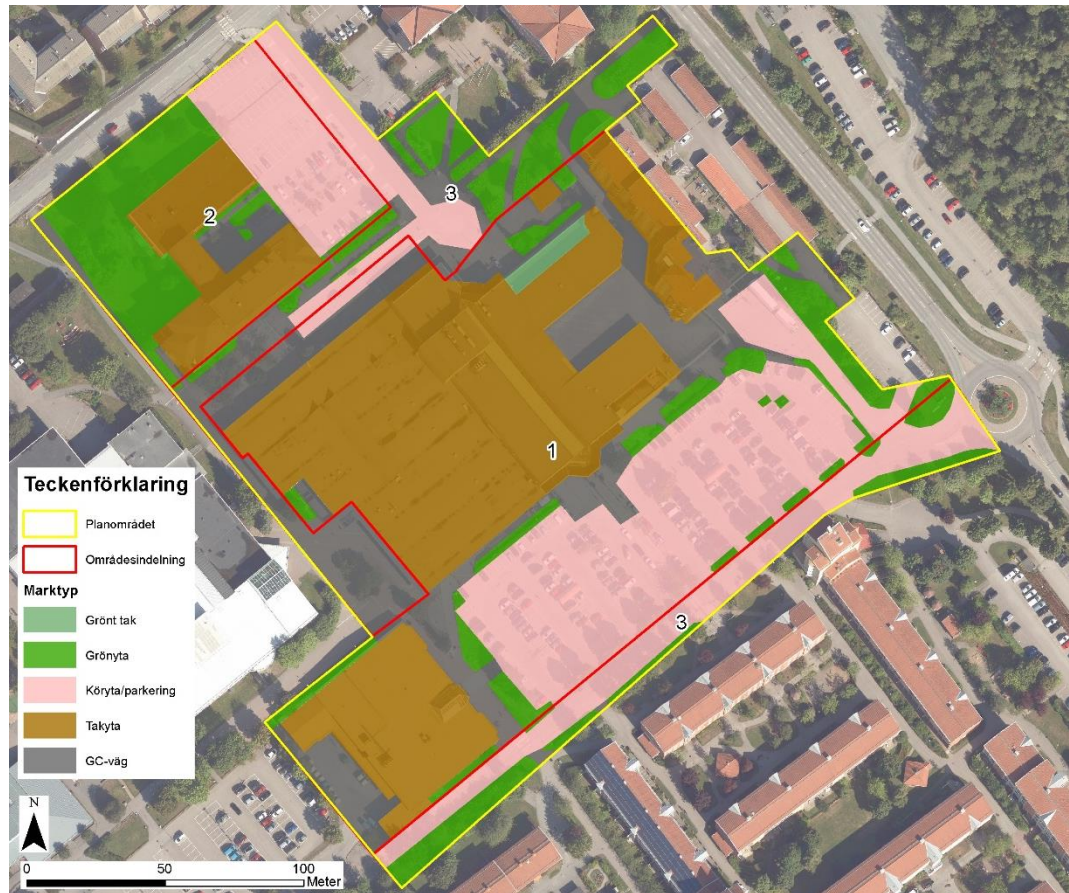 3
2
1
3
Teckenförklaring
Planområdet
Områdesindelning
Marktyp
Grönt tak
Grönyta
Köryta/parkering
Takyta
GC-väg
N
0 50 100
Meter